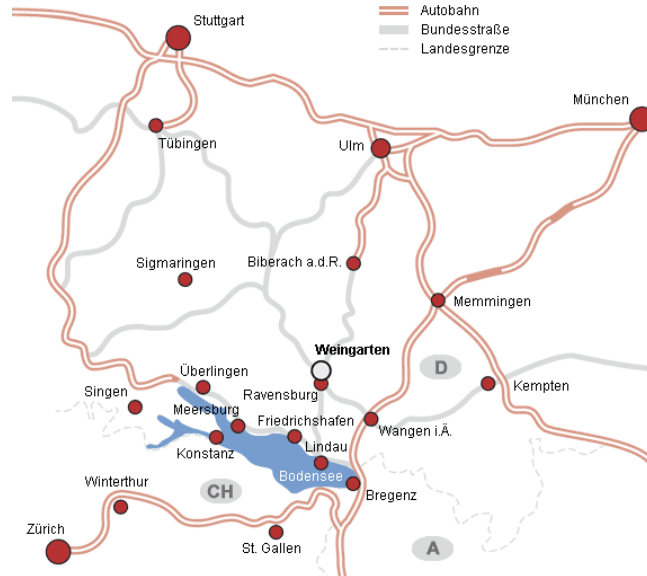 Autobahn
Stuttgart
Bundesstraße
Landesgrenze
München
Tübingen
Ulm
Sigmaringen
Biberach a.d.R.
Memmingen
Weingarten
D
Überlingen
Kempten
Singen
Ravensburg
Meersburg
Friedrichshafen
Wangen i.Ä.
Konstanz
Lindau
Bodensee
Winterthur
CH
Bregenz
Zürich
St. Gallen
A